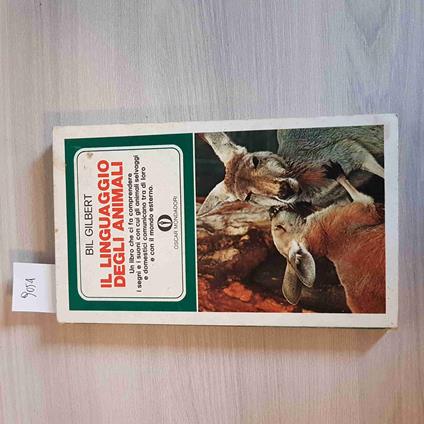 BIL GILBERT
IL LINGUAGGIO
DEGLI ANIMALI
Un libro che ci fa comprendere
i segni e i suoni con cui gli animali selvaggi
e domestici comunicano tra di loro
e con il mondo esterno.
OSCAR MONDADORI